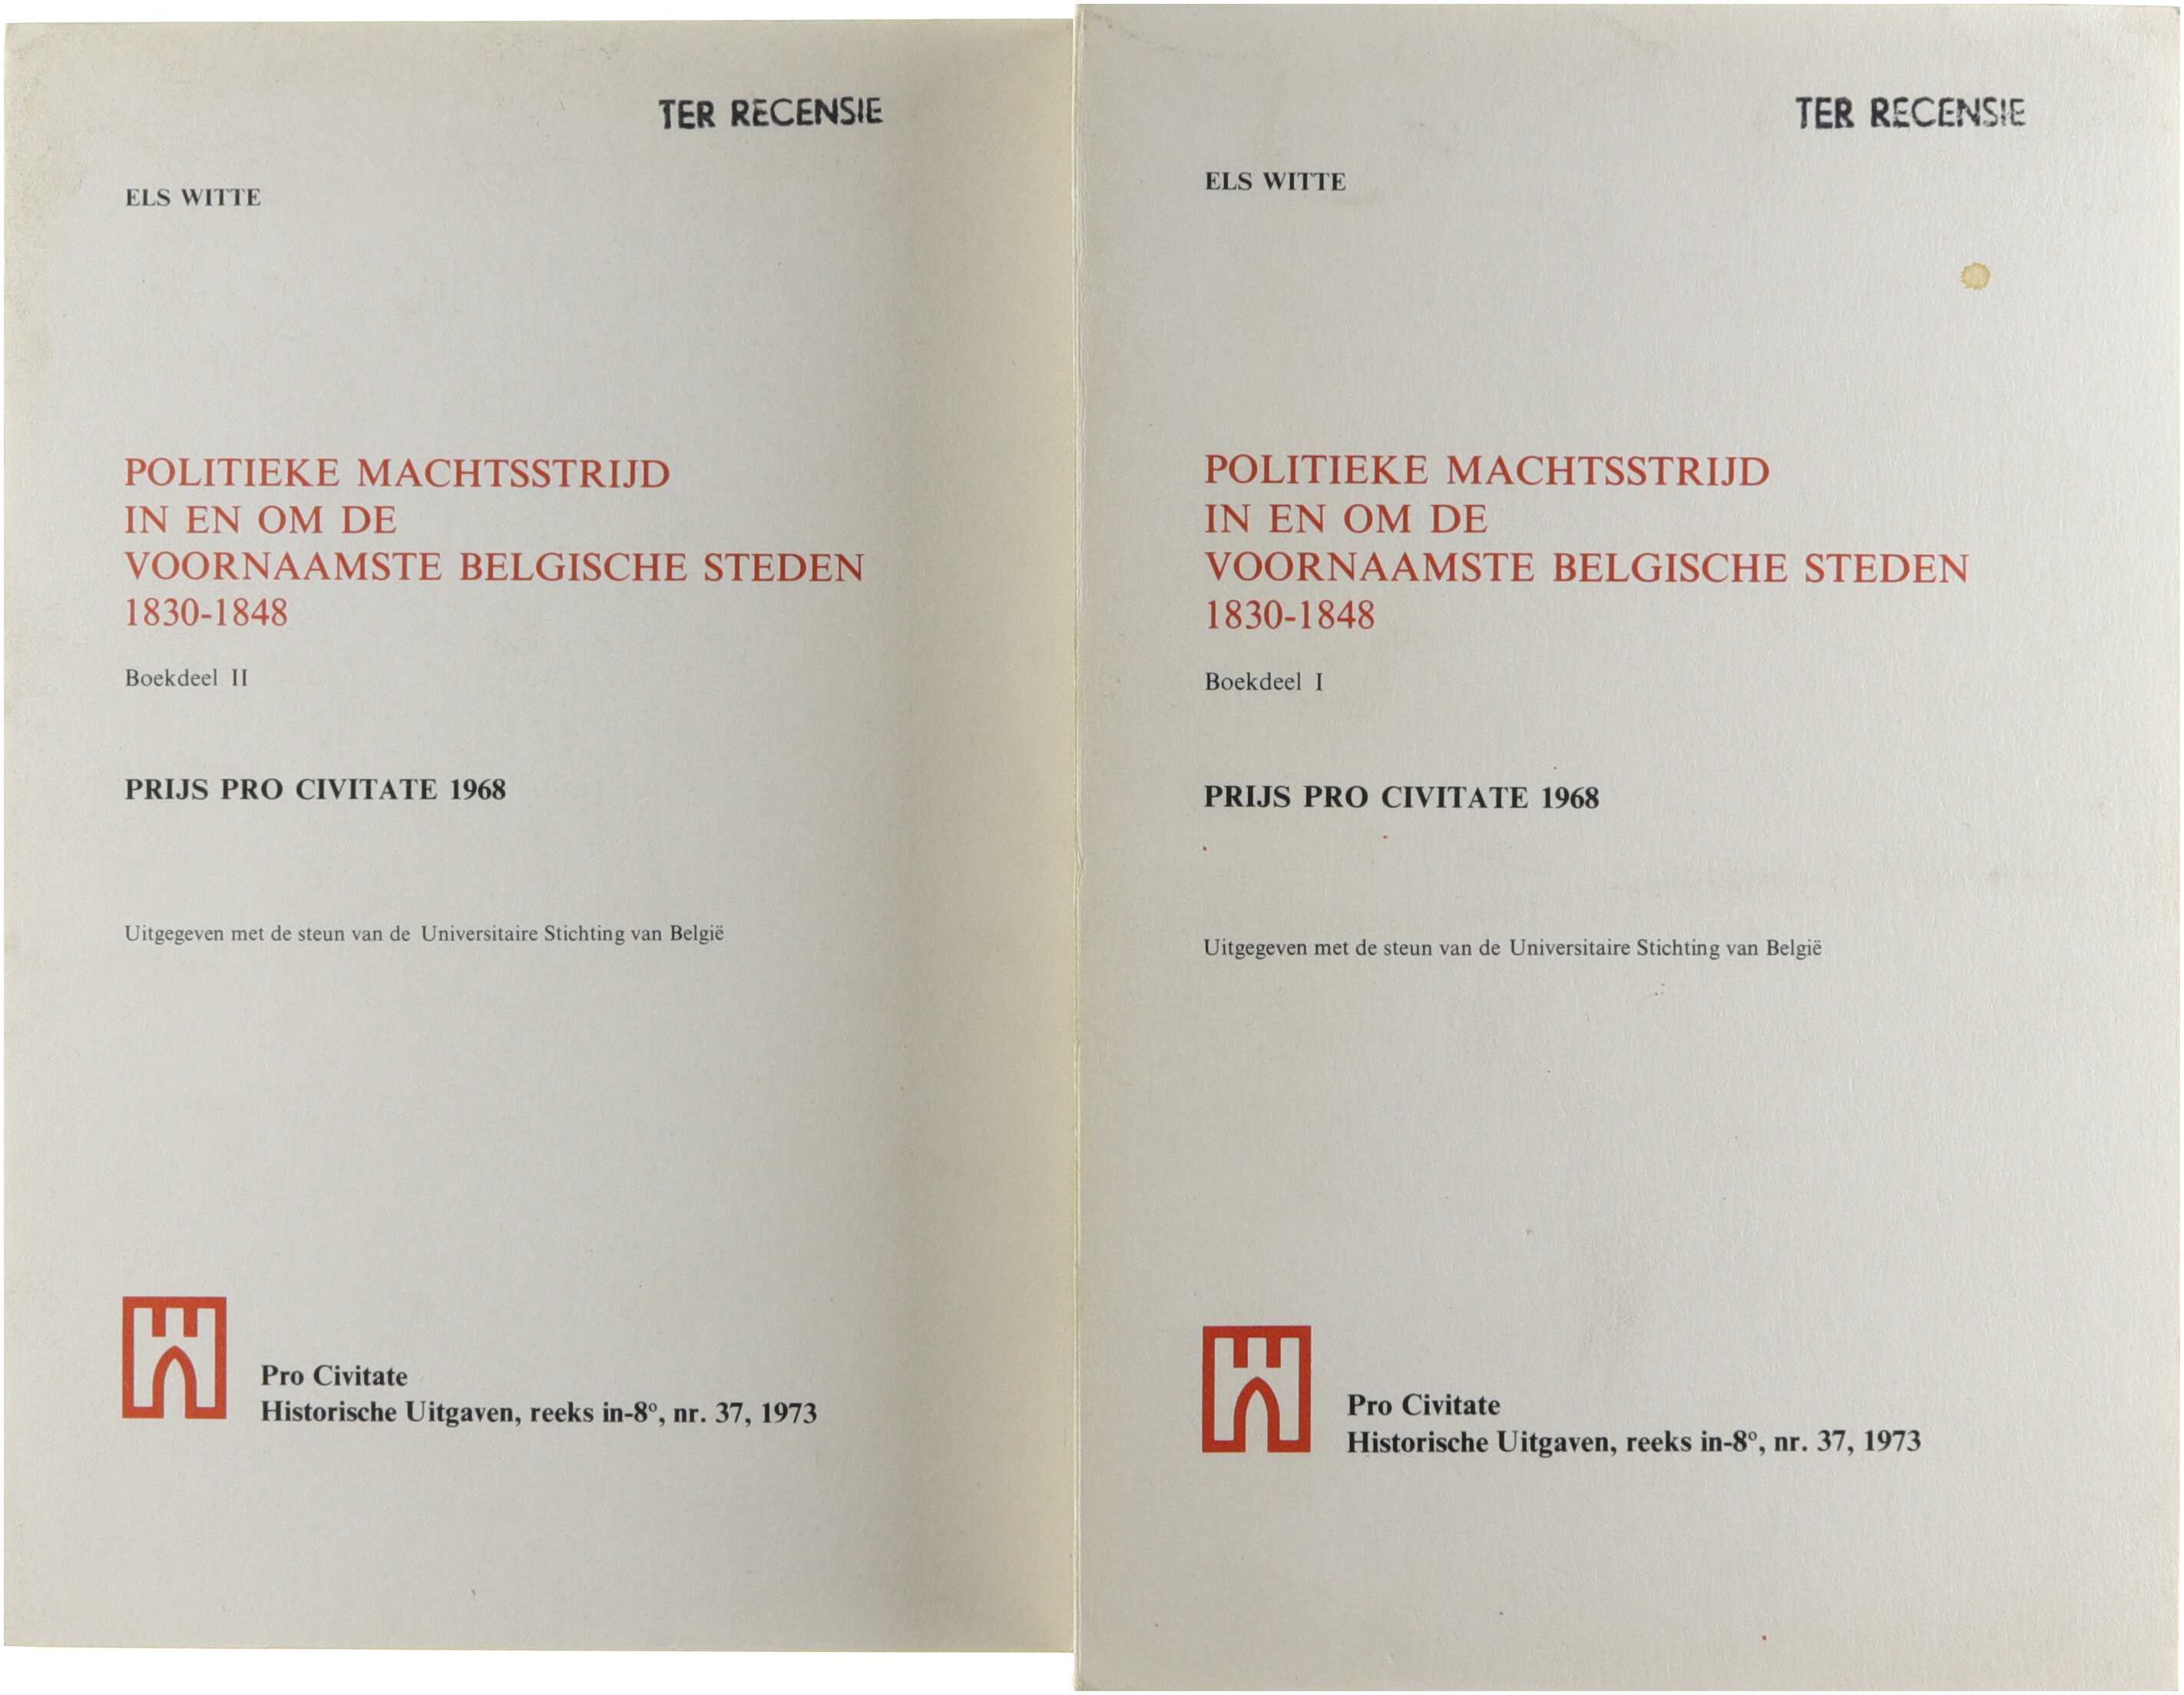 TER RECENSIE
ELS WITTE
POLITIEKE MACHTSSTRIJD
IN EN OM DE
VOORNAAMSTE BELGISCHE STEDEN
1830-1848
Boekdeel II
PRIJS PRO CIVITATE 1968
Uitgegeven met de steun van de Universitaire Stichting van België
Pro Civitate
Historische Uitgaven, reeks in-8°, nr. 37, 1973
TER RECENSIE
ELS WITTE
POLITIEKE MACHTSSTRIJD
IN EN OM DE
VOORNAAMSTE BELGISCHE STEDEN
1830-1848
Boekdeel I
PRIJS PRO CIVITATE 1968
Uitgegeven met de steun van de Universitaire Stichting van België
Pro Civitate
Historische Uitgaven, reeks in-8°, nr. 37, 1973